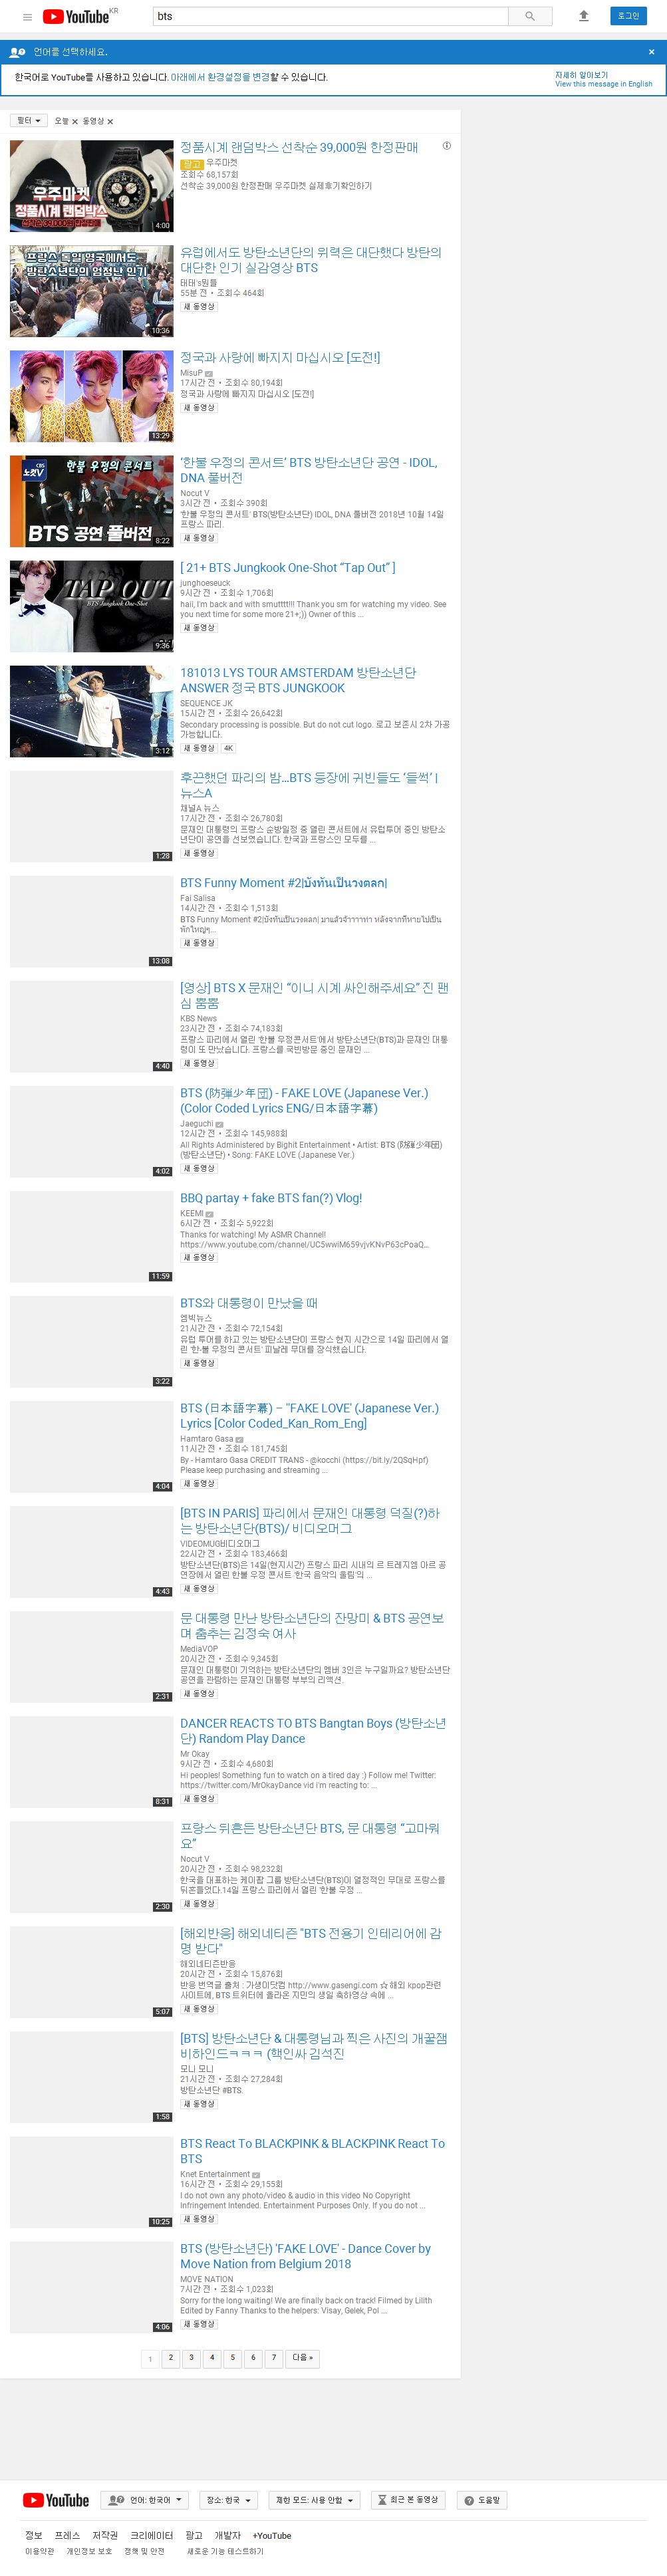 YouTube KR
bts
로그인
언어를 선택하세요.
한국어로 YouTube를 사용하고 있습니다. 아래에서 환경설정을 변경할 수 있습니다.
자세히 알아보기
View this message in English
필터
오늘 동영상
우주마켓
정품시계 랜덤박스
선착순 39,000원 한정판매
4:00
정품시계 랜덤박스 선착순 39,000원 한정판매
광고 우주마켓
조회수 68,157회
선착순 39,000원 한정판매 우주마켓 실제후기확인하기
프랑스 독일 영국에서도
방탄소년단의 엄청난 인기
10:36
유럽에서도 방탄소년단의 위력은 대단했다 방탄의
대단한 인기 실감영상 BTS
태태's뭔들
55분 전 • 조회수 464회
새 동영상
13:29
정국과 사랑에 빠지지 마십시오 [도전!]
MisuP
17시간 전 • 조회수 80,194회
정국과 사랑에 빠지지 마십시오 [도전!]
새 동영상
CBS
노컷V
한불 우정의 콘서트
BTS 공연 풀버전
8:22
'한불 우정의 콘서트' BTS 방탄소년단 공연 - IDOL,
DNA 풀버전
Nocut V
3시간 전 • 조회수 390회
'한불 우정의 콘서트' BTS(방탄소년단) IDOL, DNA 풀버전 2018년 10월 14일
프랑스 파리.
새 동영상
TAP OUT
BTS Jungkook One-Shot
9:36
[ 21+ BTS Jungkook One-Shot “Tap Out” ]
junghoeseuck
9시간 전 • 조회수 1,706회
haii, I'm back and with smutttt!!! Thank you sm for watching my video. See
you next time for some more 21+;)) Owner of this ...
새 동영상
3:12
181013 LYS TOUR AMSTERDAM 방탄소년단
ANSWER 정국 BTS JUNGKOOK
SEQUENCE JK
15시간 전 • 조회수 26,642회
Secondary processing is possible. But do not cut logo. 로고 보존시 2차 가공
가능합니다.
새 동영상 4K
1:28
후끈했던 파리의 밤...BTS 등장에 귀빈들도 '들썩' |
뉴스A
채널A 뉴스
17시간 전 • 조회수 26,780회
문재인 대통령의 프랑스 순방일정 중 열린 콘서트에서 유럽투어 중인 방탄소
년단이 공연을 선보였습니다. 한국과 프랑스인 모두를 ...
새 동영상
13:08
BTS Funny Moment #2|บังทันเป็นวงตลก|
Fai Salisa
14시간 전 • 조회수 1,513회
BTS Funny Moment #2|บังทันเป็นวงตลก| มาแล้วจ้าาาาท่า หลังจากที่หายไปเป็น
พักใหญ่ๆ...
새 동영상
4:40
[영상] BTS X 문재인 “이니 시계 싸인해주세요” 진 팬
심 뿜뿜
KBS News
23시간 전 • 조회수 74,183회
프랑스 파리에서 열린 '한불 우정콘서트'에서 방탄소년단(BTS)과 문재인 대통
령이 또 만났습니다. 프랑스를 국빈방문 중인 문재인 ...
새 동영상
4:02
BTS (防弾少年団) - FAKE LOVE (Japanese Ver.)
(Color Coded Lyrics ENG/日本語字幕)
Jaeguchi
12시간 전 • 조회수 145,988회
All Rights Administered by Bighit Entertainment • Artist: BTS (防弾少年団)
(방탄소년단) • Song: FAKE LOVE (Japanese Ver.)
새 동영상
11:59
BBQ partay + fake BTS fan(?) Vlog!
KEEMI
6시간 전 • 조회수 5,922회
Thanks for watching! My ASMR Channel!
https://www.youtube.com/channel/UC5wwiM659vjvKNvP63cPoaQ...
새 동영상
3:22
BTS와 대통령이 만났을 때
엠빅뉴스
21시간 전 • 조회수 72,154회
유럽 투어를 하고 있는 방탄소년단이 프랑스 현지 시간으로 14일 파리에서 열
린 '한-불 우정의 콘서트' 피날레 무대를 장식했습니다.
새 동영상
4:04
BTS (日本語字幕) – "FAKE LOVE' (Japanese Ver.)
Lyrics [Color Coded_Kan_Rom_Eng]
Hamtaro Gasa
11시간 전 • 조회수 181,745회
By - Hamtaro Gasa CREDIT TRANS - @kocchi (https://bit.ly/2QSqHpf)
Please keep purchasing and streaming ...
새 동영상
4:43
[BTS IN PARIS] 파리에서 문재인 대통령 덕질(?)하
는 방탄소년단(BTS)/ 비디오머그
VIDEOMUG비디오머그
22시간 전 • 조회수 183,466회
방탄소년단(BTS)은 14일(현지시간) 프랑스 파리 시내의 르 트레지엠 아르 공
연장에서 열린 한불 우정 콘서트 '한국 음악의 울림'의 ...
새 동영상
2:31
문 대통령 만난 방탄소년단의 잔망미 & BTS 공연보
며 춤추는 김정숙 여사
MediaVOP
20시간 전 • 조회수 9,345회
문재인 대통령이 기억하는 방탄소년단의 멤버 3인은 누구일까요? 방탄소년단
공연을 관람하는 문재인 대통령 부부의 리액션.
새 동영상
8:31
DANCER REACTS TO BTS Bangtan Boys (방탄소년
단) Random Play Dance
Mr Okay
9시간 전 • 조회수 4,680회
Hi peoples! Something fun to watch on a tired day :) Follow me! Twitter:
https://twitter.com/MrOkayDance vid i'm reacting to: ...
새 동영상
2:30
프랑스 뒤흔든 방탄소년단 BTS, 문 대통령 “고마워
요”
Nocut V
20시간 전 • 조회수 98,232회
한국을 대표하는 케이팝 그룹 방탄소년단(BTS)이 열정적인 무대로 프랑스를
뒤흔들었다.14일 프랑스 파리에서 열린 '한불 우정 ...
새 동영상
5:07
[해외반응] 해외네티즌 "BTS 전용기 인테리어에 감
명 받다"
해외네티즌반응
20시간 전 • 조회수 15,876회
반응 번역글 출처 : 가생이닷컴 http://www.gasengi.com ☆ 해외 kpop관련
사이트에, BTS 트위터에 올라온 지민의 생일 축하영상 속에 ...
새 동영상
1:58
[BTS] 방탄소년단 & 대통령님과 찍은 사진의 개꿀잼
비하인드ㅋㅋㅋ (핵인싸 김석진
모니 모니
21시간 전 • 조회수 27,284회
방탄소년단 #BTS.
새 동영상
10:25
BTS React To BLACKPINK & BLACKPINK React To
BTS
Knet Entertainment
16시간 전 • 조회수 29,155회
I do not own any photo/video & audio in this video No Copyright
Infringement Intended. Entertainment Purposes Only. If you do not ...
새 동영상
4:06
BTS (방탄소년단) 'FAKE LOVE' - Dance Cover by
Move Nation from Belgium 2018
MOVE NATION
7시간 전 • 조회수 1,023회
Sorry for the long waiting! We are finally back on track! Filmed by Lilith
Edited by Fanny Thanks to the helpers: Visay, Gelek, Pol ...
새 동영상
1 2 3 4 5 6 7 다음 »
YouTube 언어: 한국어 장소: 한국 제한 모드: 사용 안함 최근 본 동영상 도움말
정보 프레스 저작권 크리에이터 광고 개발자 +YouTube
이용약관 개인정보 보호 정책 및 안전 새로운 기능 테스트하기